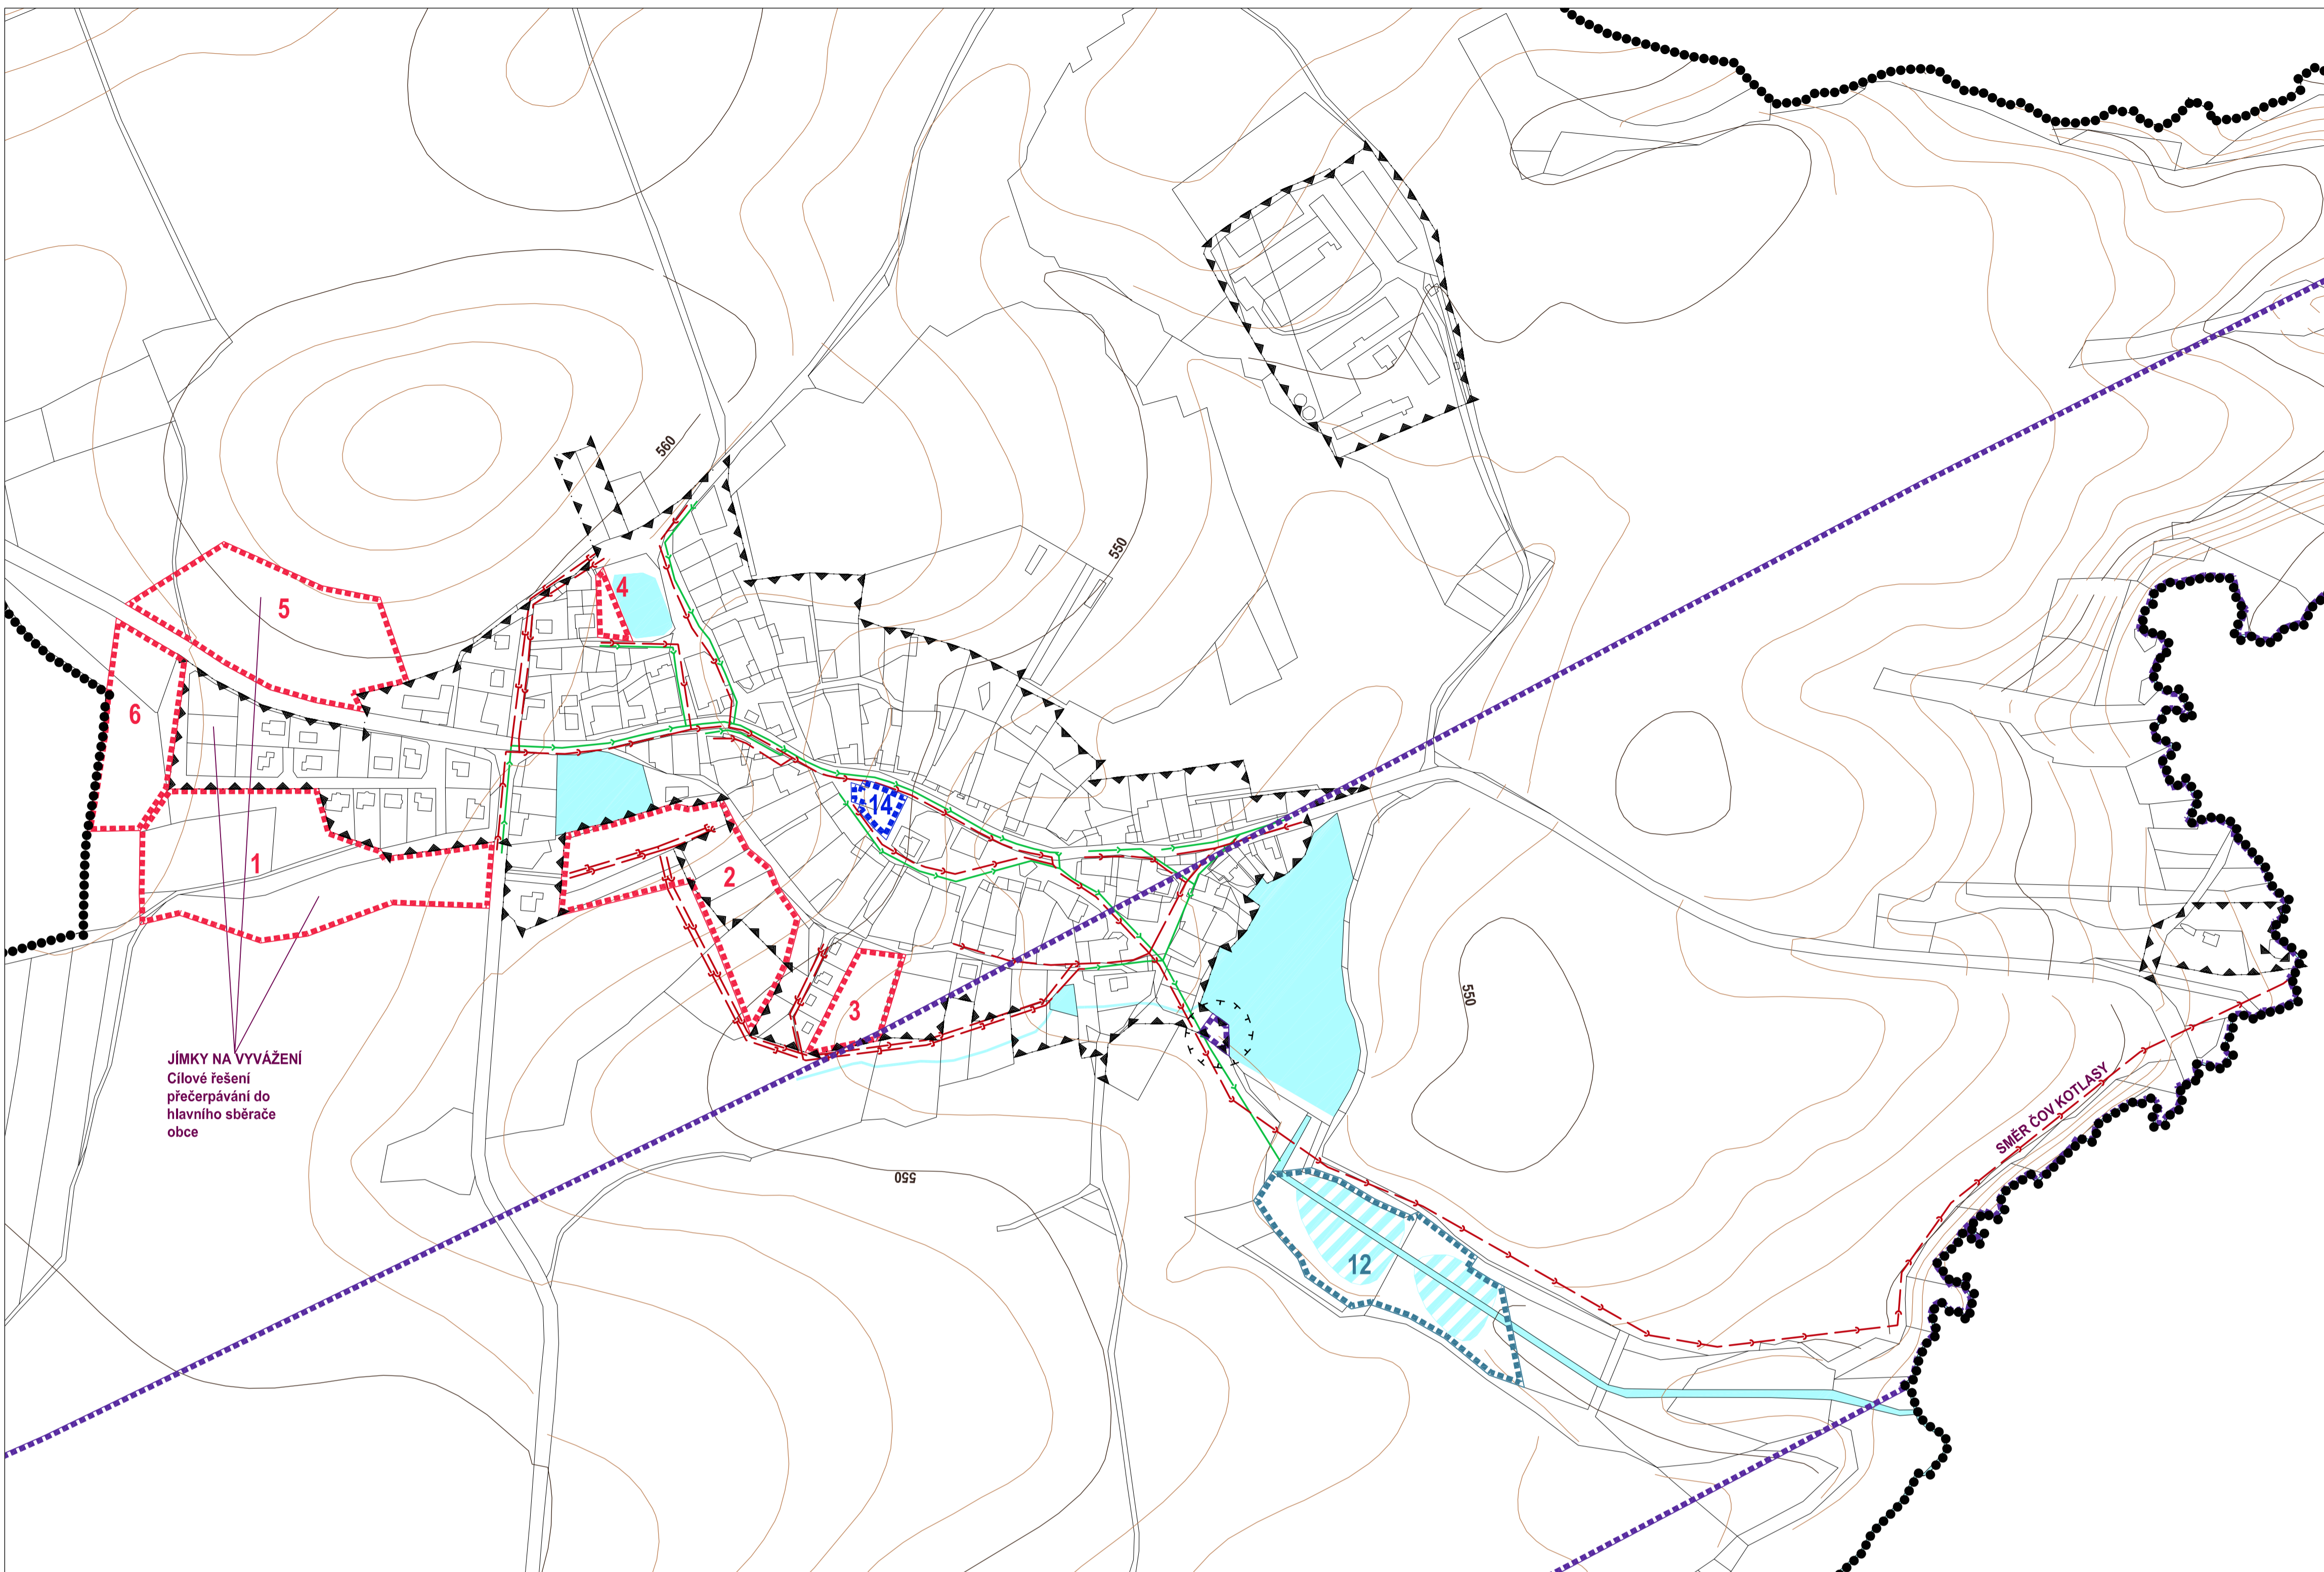 560
550
5
4
6
14
1
2
3
550
JÍMKY NA VYVÁŽENÍ
Cílové řešení
přečerpávání do
hlavního sběrače
obce
SMĚR ČOV KOTLASY
550
12